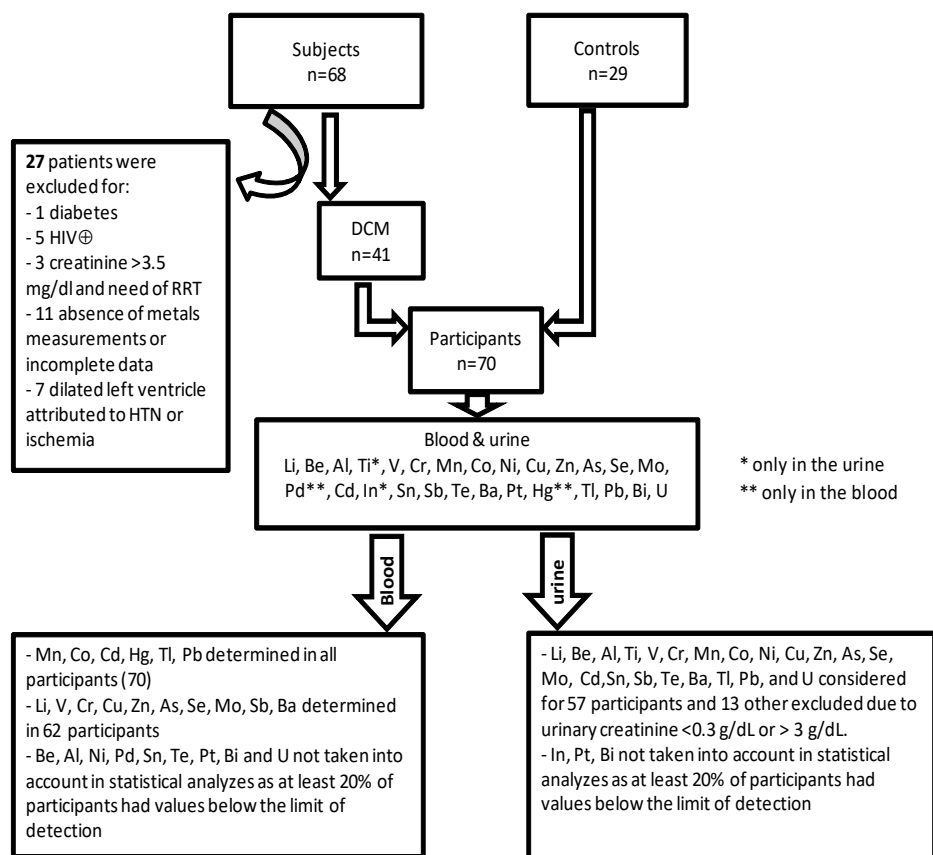 Subjects
n=68
Controls
n=29
27 patients were
excluded for:
- 1 diabetes
- 5 HIV⊕
- 3 creatinine >3.5
mg/dl and need of RRT
- 11 absence of metals
measurements or
incomplete data
- 7 dilated left ventricle
attributed to HTN or
ischemia
DCM
n=41
Participants
n=70
Blood & urine
Li, Be, Al, Ti*, V, Cr, Mn, Co, Ni, Cu, Zn, As, Se, Mo,
Pd**, Cd, In*, Sn, Sb, Te, Ba, Pt, Hg**, Tl, Pb, Bi, U
* only in the urine
** only in the blood
Blood
urine
- Mn, Co, Cd, Hg, Tl, Pb determined in all
participants (70)
- Li, V, Cr, Cu, Zn, As, Se, Mo, Sb, Ba determined
in 62 participants
- Be, Al, Ni, Pd, Sn, Te, Pt, Bi and U not taken into
account in statistical analyzes as at least 20% of
participants had values below the limit of
detection
- Li, Be, Al, Ti, V, Cr, Mn, Co, Ni, Cu, Zn, As, Se,
Mo, Cd,Sn, Sb, Te, Ba, Tl, Pb, and U considered
for 57 participants and 13 other excluded due to
urinary creatinine <0.3 g/dL or > 3 g/dL.
- In, Pt, Bi not taken into account in statistical
analyzes as at least 20% of participants had
values below the limit of detection